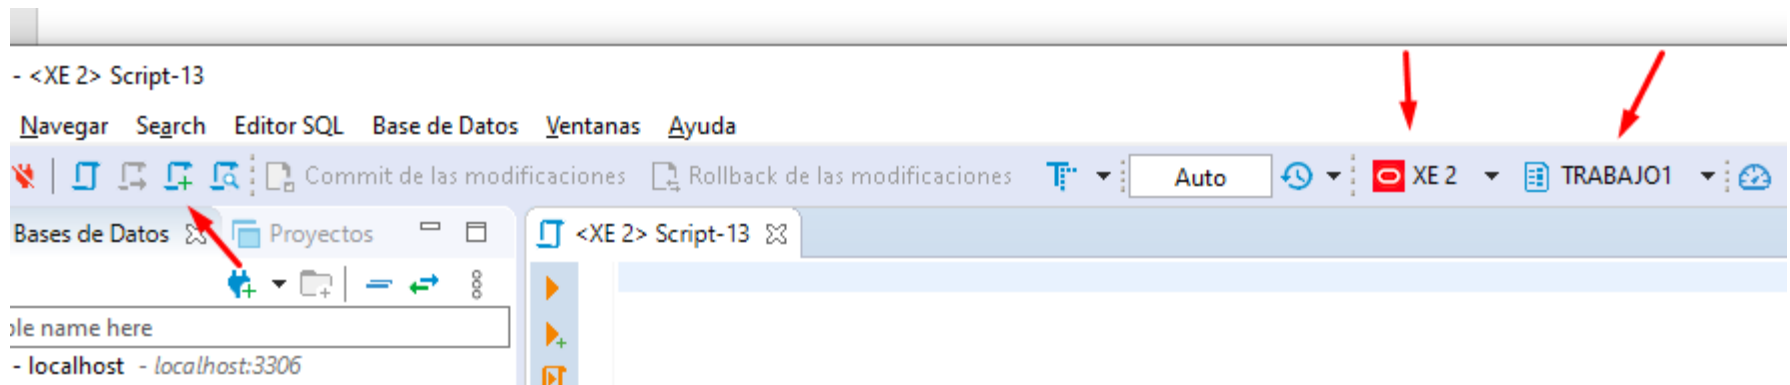 - <XE 2> Script-13
Navegar Search Editor SQL Base de Datos Ventanas Ayuda
Commit de las modificaciones Rollback de las modificaciones Auto XE 2 TRABAJO1
Bases de Datos Proyectos <XE 2> Script-13
name here
- localhost - localhost:3306